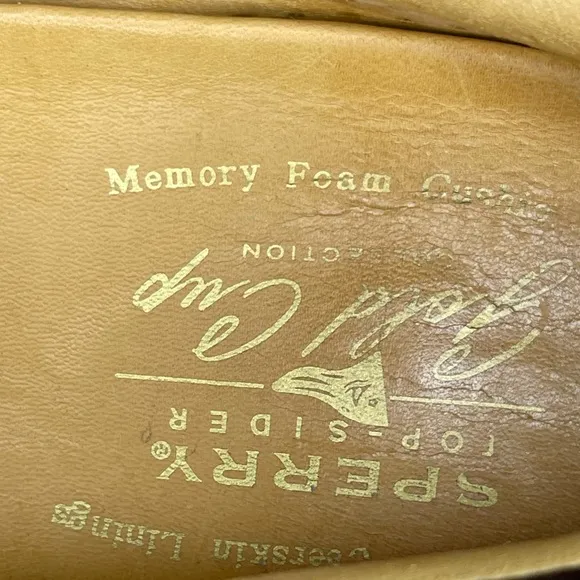 Memory Foam
SPERRY®
TOP-SIDER
Gold Cup
Linings